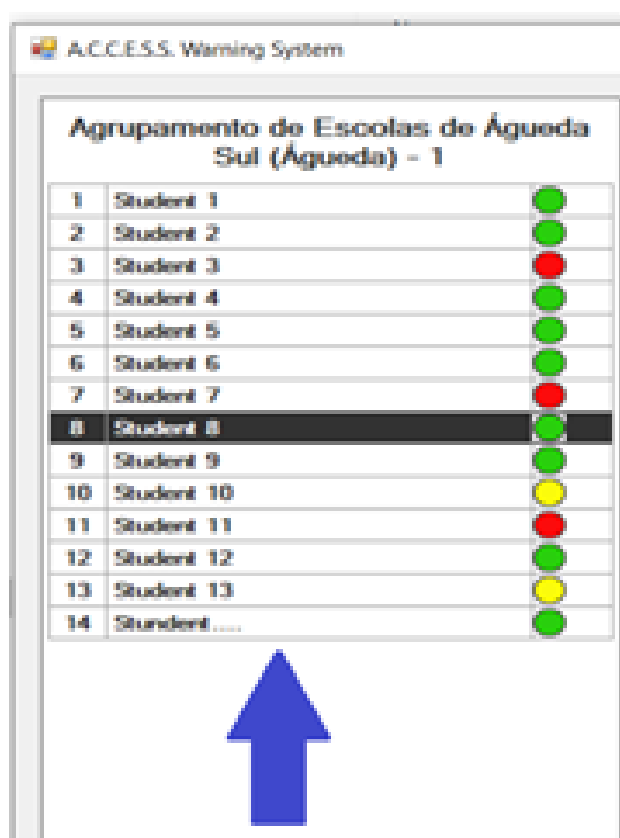 A.C.C.E.S.S. Warning System
Agrupamento de Escolas de Águeda
Sul (Águeda) - 1
1 Student 1
2 Student 2
3 Student 3
4 Student 4
5 Student 5
6 Student 6
7 Student 7
8 Student 8
9 Student 9
10 Student 10
11 Student 11
12 Student 12
13 Student 13
14 Stundent....